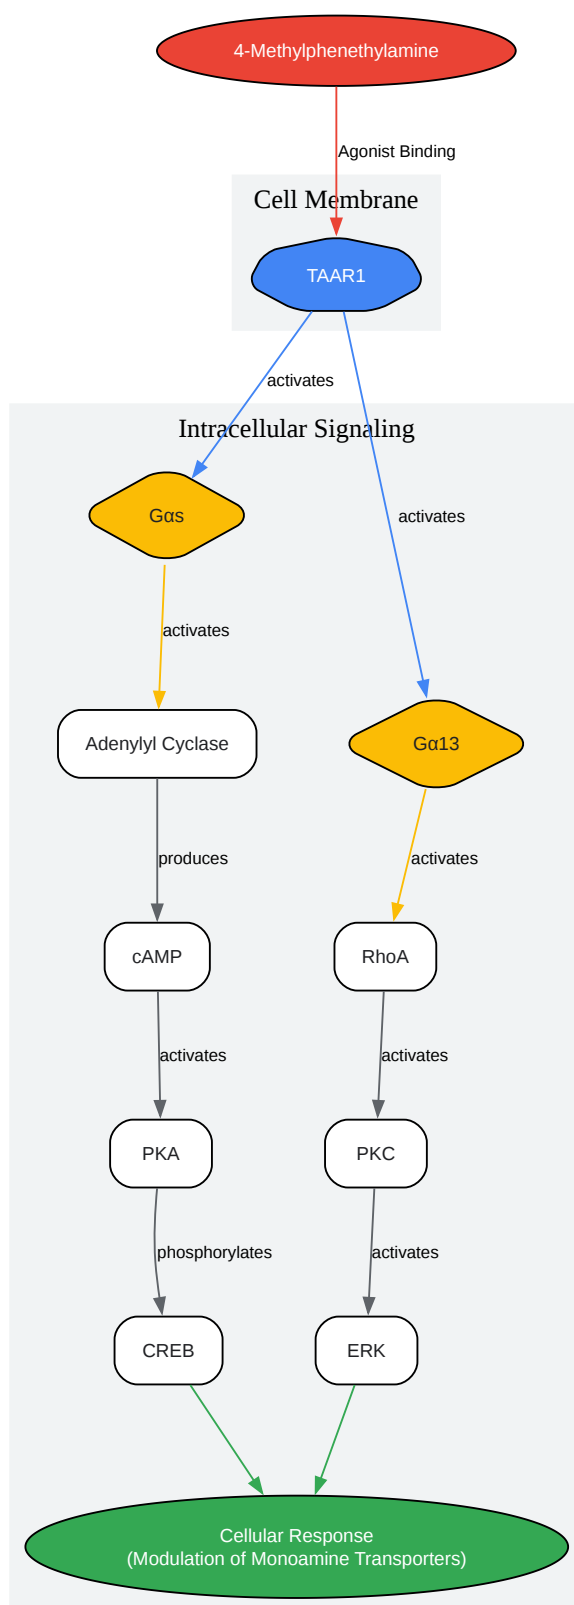 4-Methylphenethylamine
Agonist Binding
Cell Membrane
TAAR1
activates
Intracellular Signaling
Gαs
activates
activates
Adenylyl Cyclase
Gα13
produces
activates
cAMP
RhoA
activates
activates
PKA
PKC
phosphorylates
activates
CREB
ERK
Cellular Response
(Modulation of Monoamine Transporters)